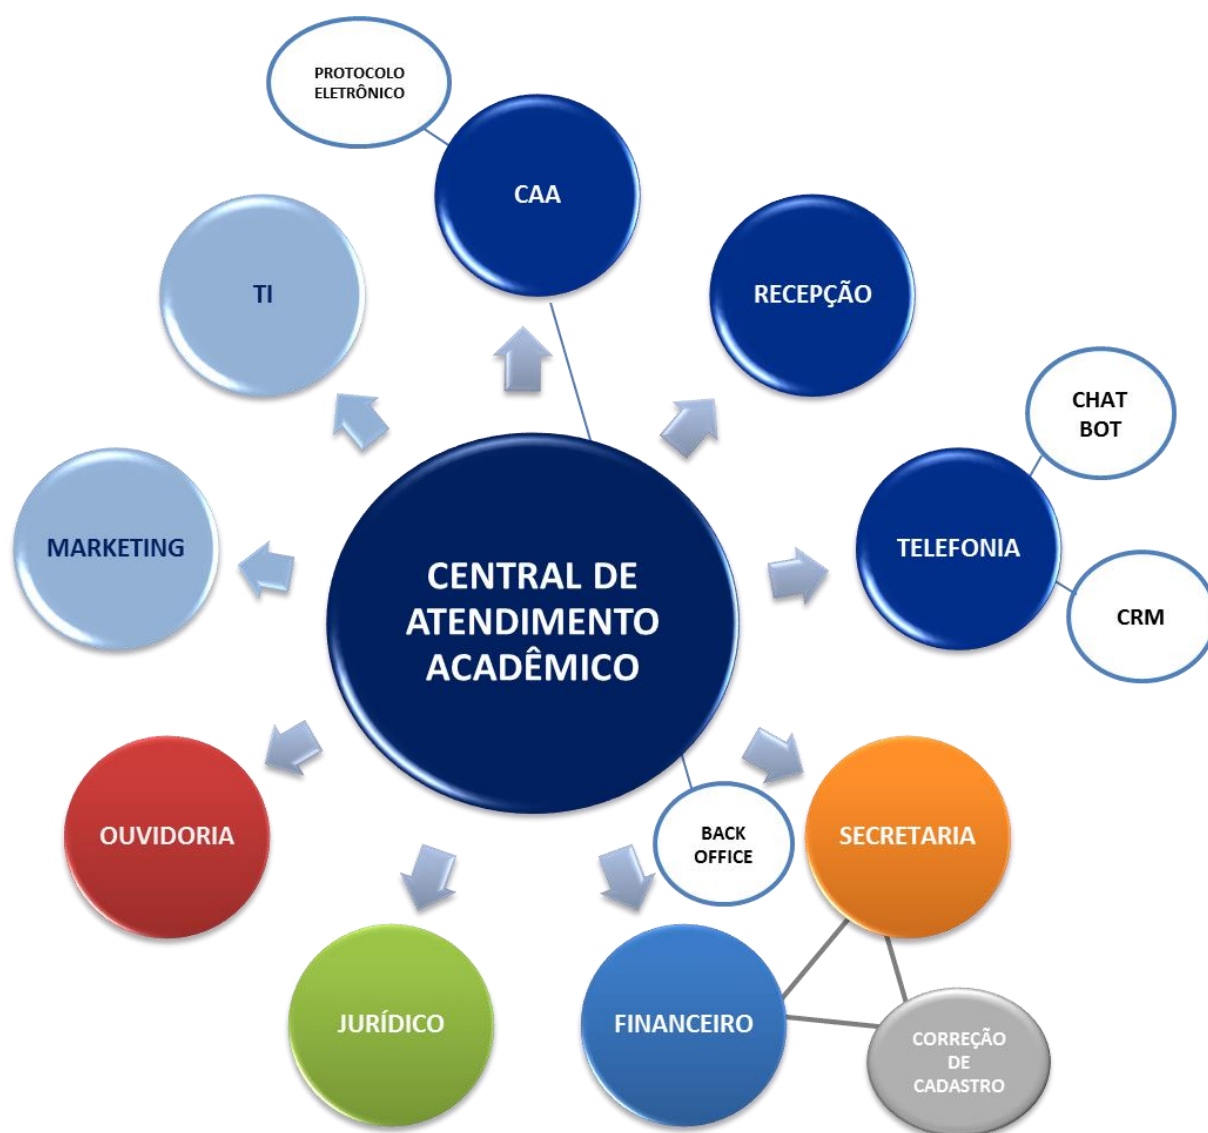 PROTOCOLO
ELETRÔNICO
CAA
TI
RECEPÇÃO
CHAT
BOT
MARKETING
TELEFONIA
CENTRAL DE
ATENDIMENTO
ACADÊMICO
CRM
OUVIDORIA
BACK
OFFICE
SECRETARIA
JURÍDICO
FINANCEIRO
CORREÇÃO
DE
CADASTRO